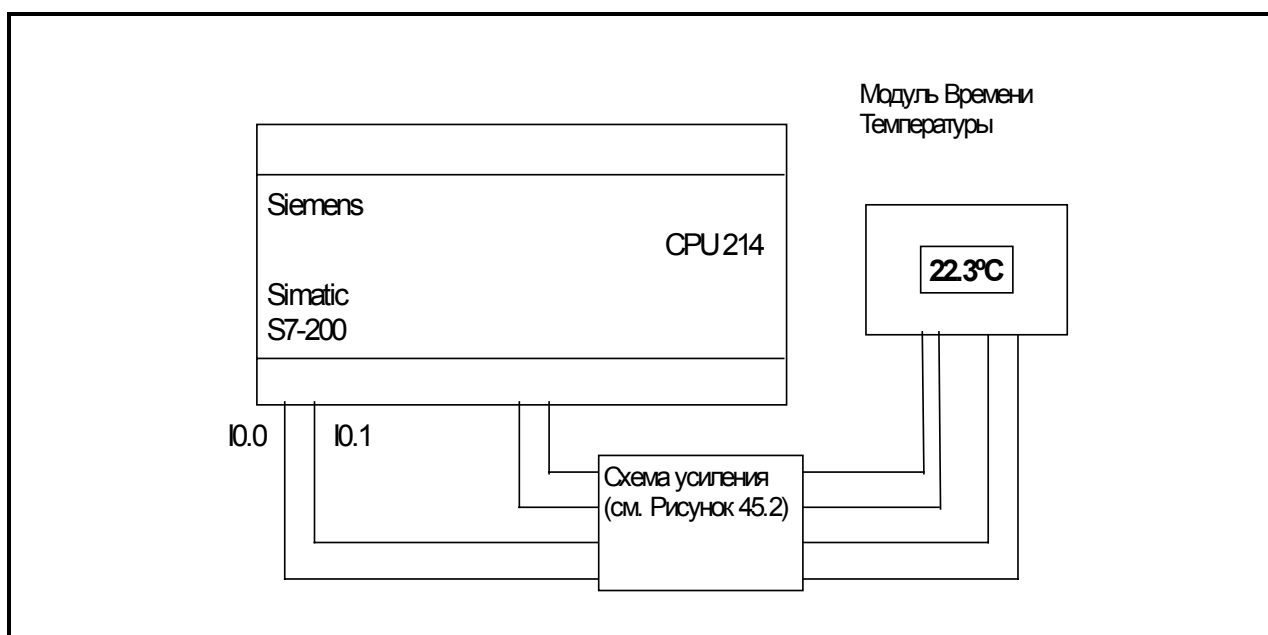 Модуль Времени
Температуры
Siemens
CPU 214
22.3ºC
Simatic
S7-200
I0.0
I0.1
Схема усиления
(см. Рисунок 45.2)